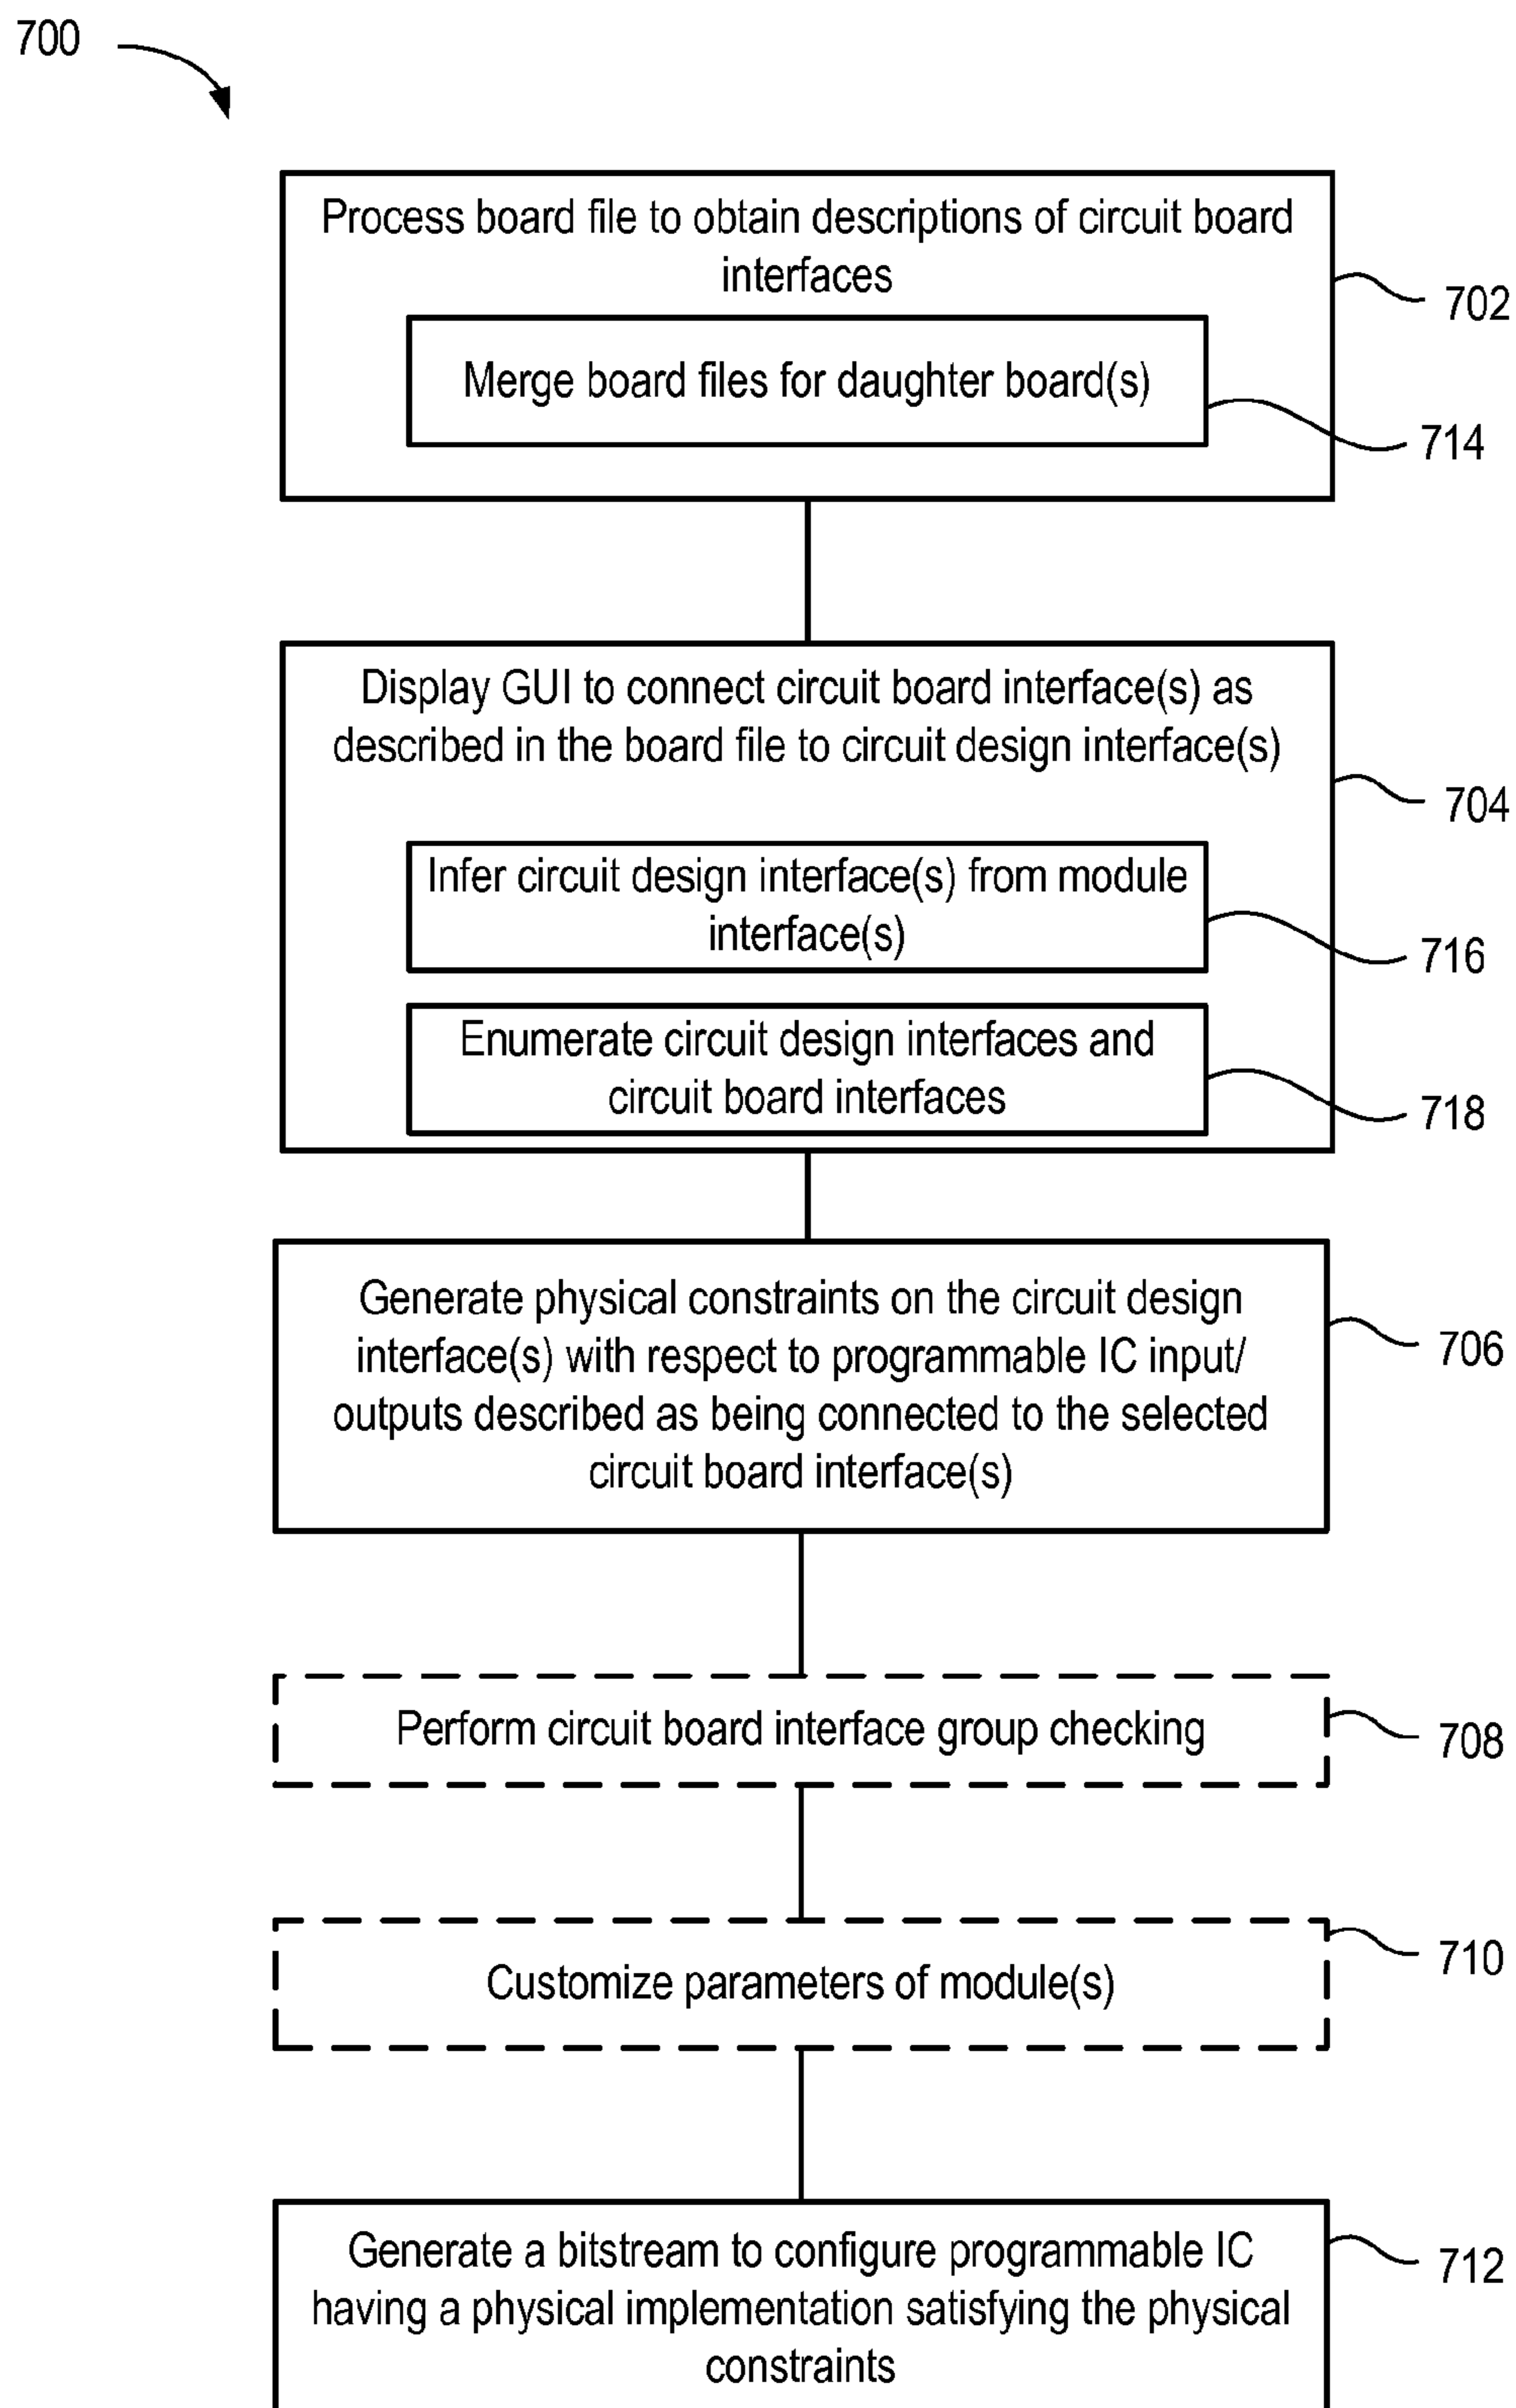 700
Process board file to obtain descriptions of circuit board
interfaces
702
Merge board files for daughter board(s)
714
Display GUI to connect circuit board interface(s) as
described in the board file to circuit design interface(s)
704
Infer circuit design interface(s) from module
interface(s)
716
Enumerate circuit design interfaces and
circuit board interfaces
718
Generate physical constraints on the circuit design
interface(s) with respect to programmable IC input/
outputs described as being connected to the selected
circuit board interface(s)
706
Perform circuit board interface group checking
708
Customize parameters of module(s)
710
Generate a bitstream to configure programmable IC
having a physical implementation satisfying the physical
constraints
712